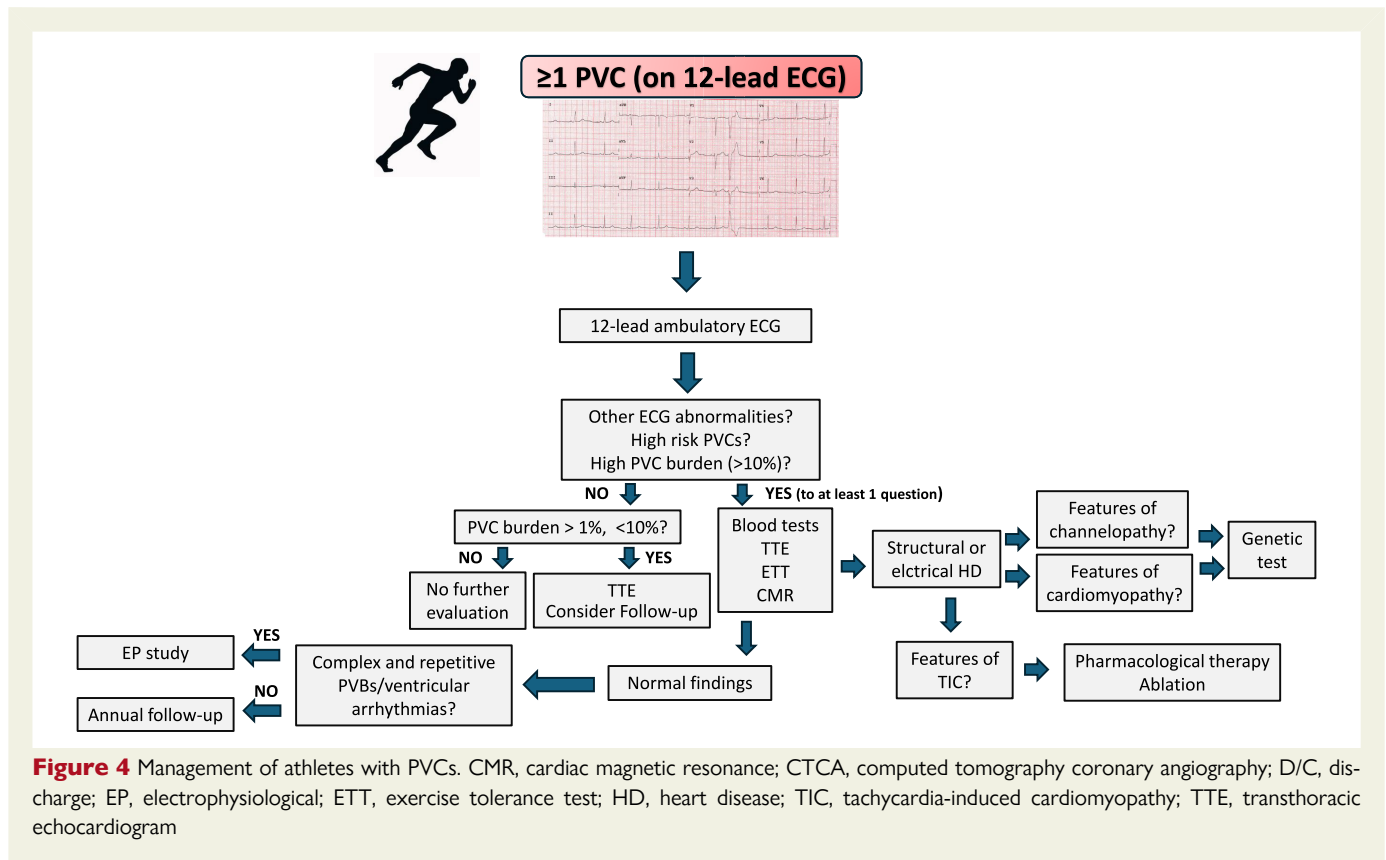 ≥1 PVC (on 12-lead ECG)
12-lead ambulatory ECG
Other ECG abnormalities?
High risk PVCs?
High PVC burden (>10%)?
NO
YES (to at least 1 question)
PVC burden > 1%, <10%?
NO
YES
No further
evaluation
TTE
Consider Follow-up
Blood tests
TTE
ETT
CMR
Structural or
elctrical HD
Features of
channelopathy?
Features of
cardiomyopathy?
Genetic
test
Features of
TIC?
Pharmacological therapy
Ablation
Normal findings
Complex and repetitive
PVBs/ventricular
arrhythmias?
YES
EP study
NO
Annual follow-up
Figure 4 Management of athletes with PVCs. CMR, cardiac magnetic resonance; CTCA, computed tomography coronary angiography; D/C, dis-
charge; EP, electrophysiological; ETT, exercise tolerance test; HD, heart disease; TIC, tachycardia-induced cardiomyopathy; TTE, transthoracic
echocardiogram